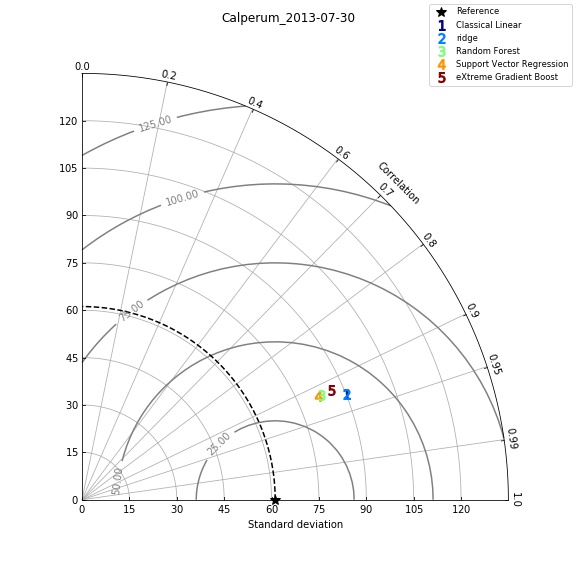 Calperum_2013-07-30
Reference
1 Classical Linear
2 ridge
3 Random Forest
4 Support Vector Regression
5 eXtreme Gradient Boost
0.0
0.2
0.4
0.6
Correlation
0.7
0.8
0.9
0.95
0.99
1.0
125.00
100.00
75.00
25.00
50.00
120
105
90
75
60
45
30
15
0
4 3 5 2
0 15 30 45 60 75 90 105 120
Standard deviation